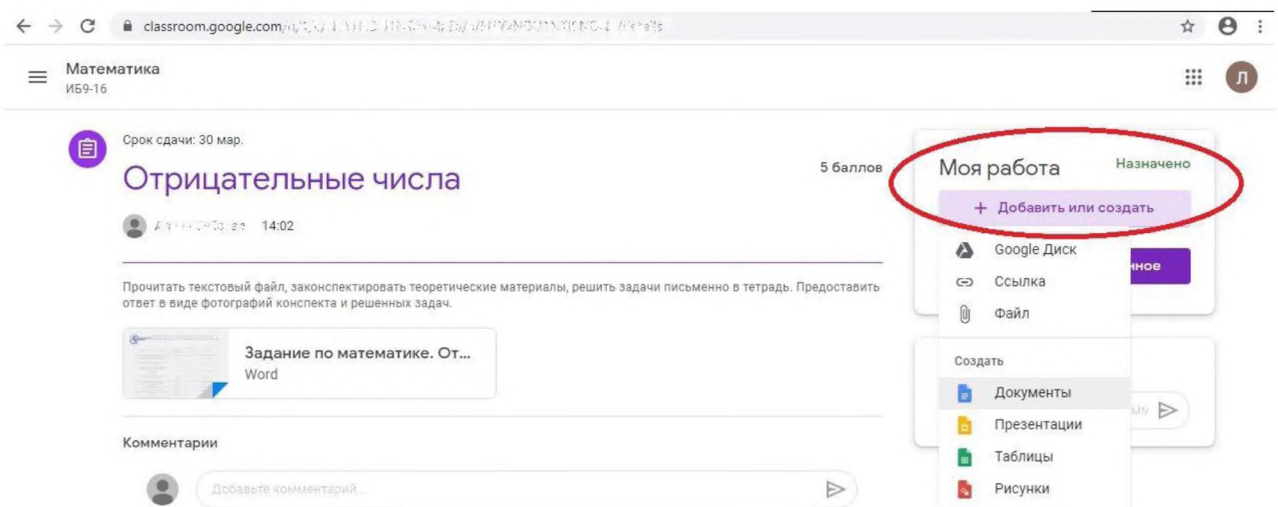 classroom.google.com
Математика
ИБ9-16
Срок сдачи: 30 мар.
Отрицательные числа
5 баллов
14:02
Прочитать текстовый файл, законспектировать теоретические материалы, решить задачи письменно в тетрадь. Предоставить
ответ в виде фотографий конспекта и решенных задач.
Задание по математике. От...
Word
Комментарии
Добавьте комментарий...
Л
Моя работа
Назначено
+ Добавить или создать
Google Диск
нное
Ссылка
Файл
Создать
Документы
Презентации
Таблицы
Рисунки